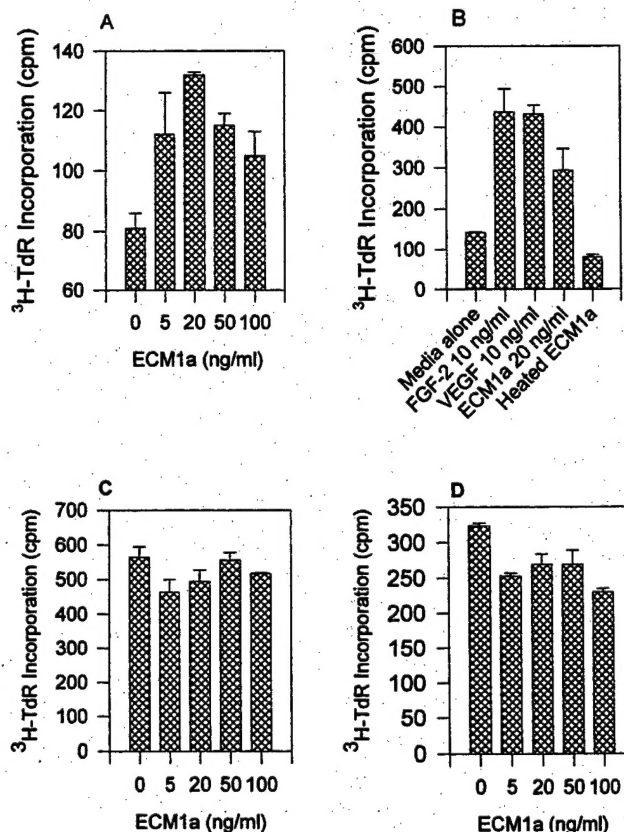 A
³H-TdR Incorporation (cpm)
140
120
100
80
60
0 5 20 50 100
ECM1a (ng/ml)
B
³H-TdR Incorporation (cpm)
600
500
400
300
200
100
0
Media alone
FGF-2 10 ng/ml
VEGF 10 ng/ml
ECM1a 20 ng/ml
Heated ECM1a
C
³H-TdR Incorporation (cpm)
700
600
500
400
300
200
100
0
0 5 20 50 100
ECM1a (ng/ml)
D
³H-TdR Incorporation (cpm)
350
300
250
200
150
100
50
0
0 5 20 50 100
ECM1a (ng/ml)